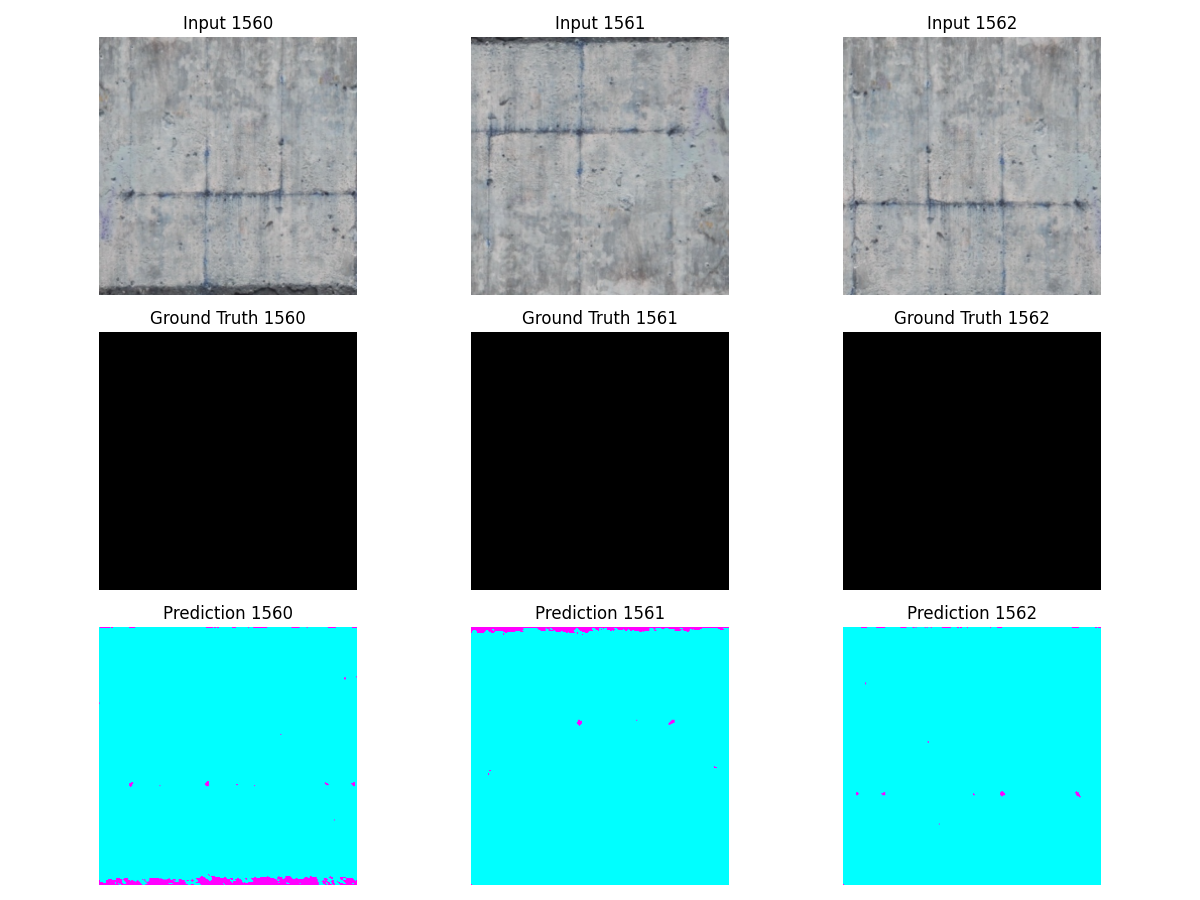 Input 1560
Input 1561
Input 1562
Ground Truth 1560
Ground Truth 1561
Ground Truth 1562
Prediction 1560
Prediction 1561
Prediction 1562